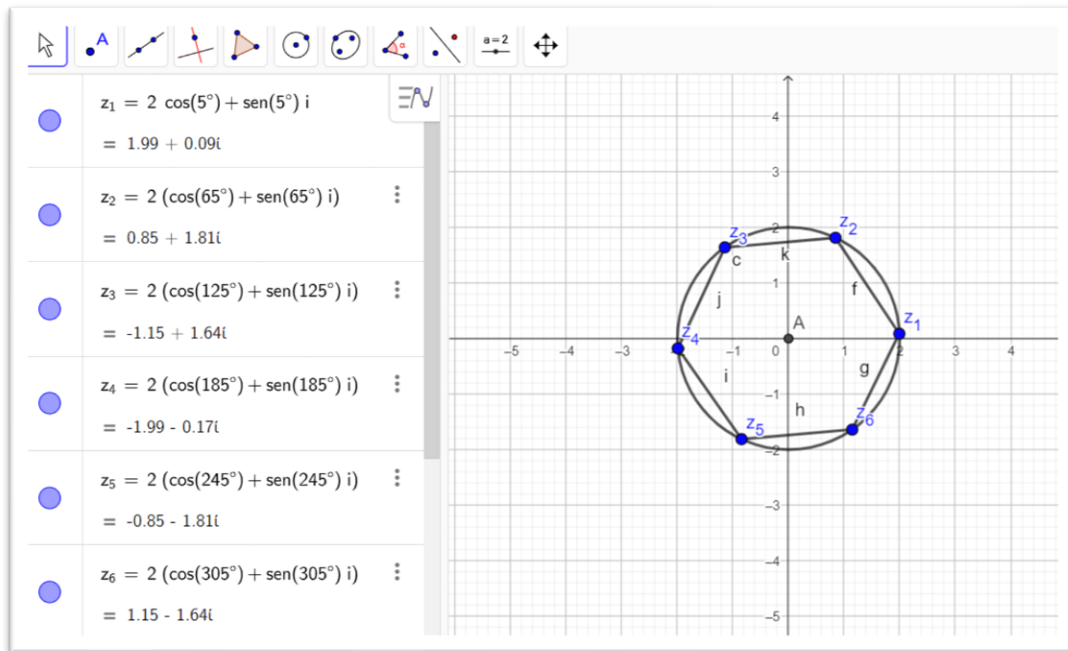 A
α
a=2
z₁ = 2 cos(5°) + sen(5°) i
= 1.99 + 0.09i
z₂ = 2 (cos(65°) + sen(65°) i)
= 0.85 + 1.81i
z₃ = 2 (cos(125°) + sen(125°) i)
= -1.15 + 1.64i
z₄ = 2 (cos(185°) + sen(185°) i)
= -1.99 - 0.17i
z₅ = 2 (cos(245°) + sen(245°) i)
= -0.85 - 1.81i
z₆ = 2 (cos(305°) + sen(305°) i)
= 1.15 - 1.64i
4
3
z₂
z₃ 2
c k
1 f
j
A z₁
z₄
-5 -4 -3 -1 0 1 2 3 4
i g
-1
h
z₅ z₆
-2
-3
-4
-5